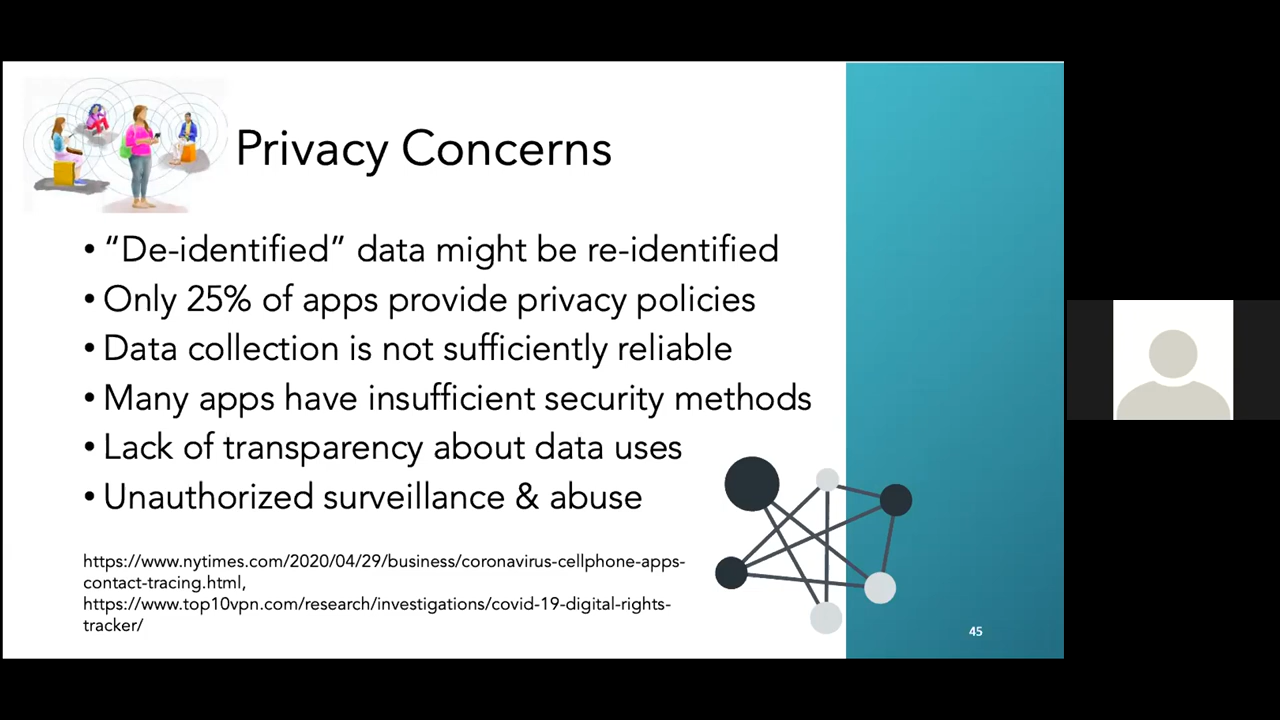 Privacy Concerns
• “De-identified” data might be re-identified
• Only 25% of apps provide privacy policies
• Data collection is not sufficiently reliable
• Many apps have insufficient security methods
• Lack of transparency about data uses
• Unauthorized surveillance & abuse
https://www.nytimes.com/2020/04/29/business/coronavirus-cellphone-apps-
contact-tracing.html,
https://www.top10vpn.com/research/investigations/covid-19-digital-rights-
tracker/
45